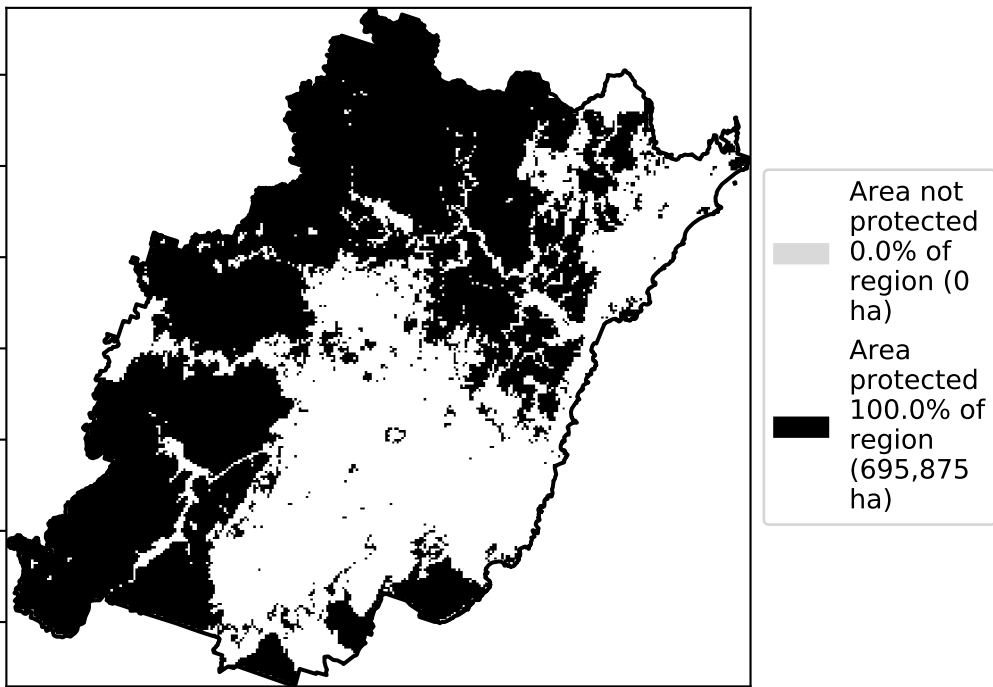 Area not
protected
0.0% of
region (0
ha)
Area
protected
100.0% of
region
(695,875
ha)